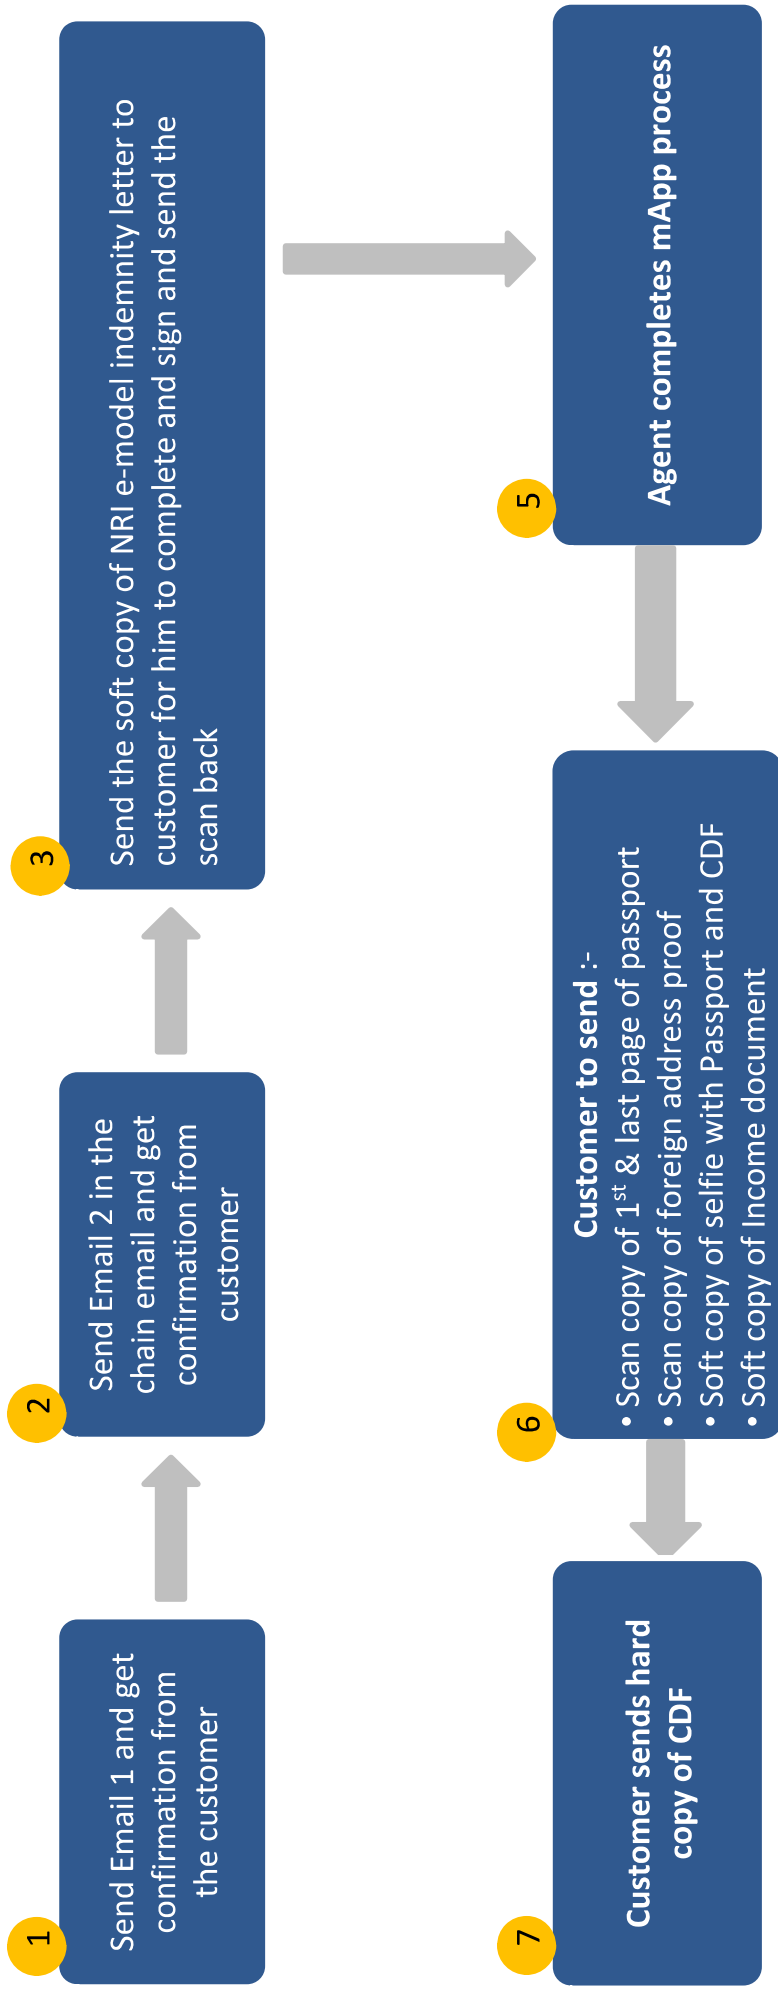 1
Send Email 1 and get
confirmation from
the customer
2
Send Email 2 in the
chain email and get
confirmation from
customer
3
Send the soft copy of NRI e-model indemnity letter to
customer for him to complete and sign and send the
scan back
5
Agent completes mApp process
6
Customer to send :-
• Scan copy of 1st & last page of passport
• Scan copy of foreign address proof
• Soft copy of selfie with Passport and CDF
• Soft copy of Income document
7
Customer sends hard
copy of CDF